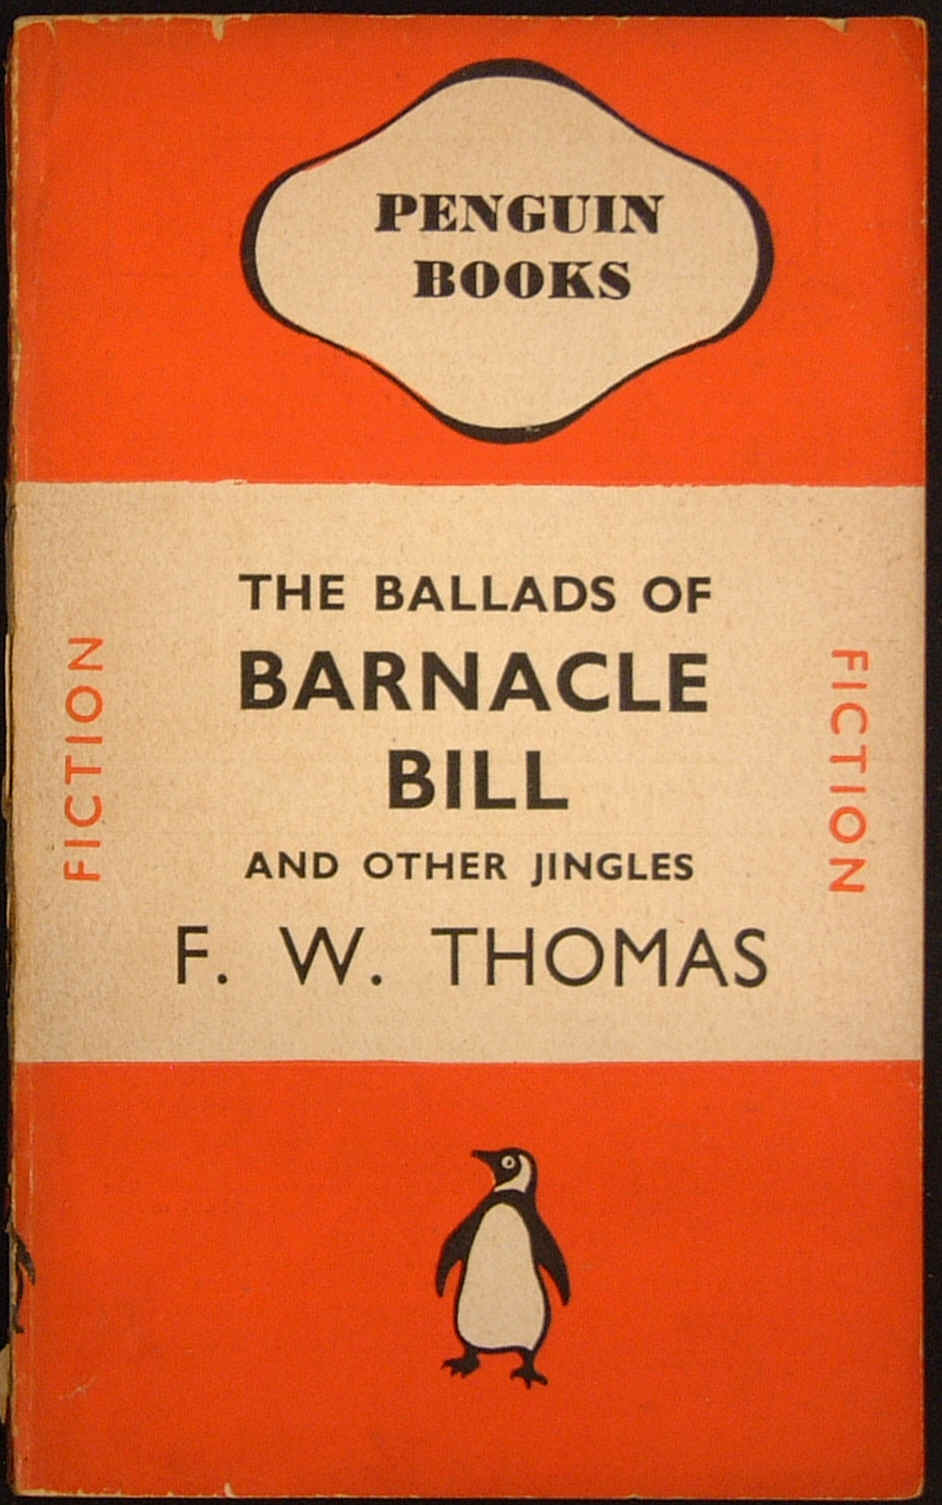 PENGUIN
BOOKS
THE BALLADS OF
BARNACLE
BILL
AND OTHER JINGLES
F. W. THOMAS
FICTION
FICTION